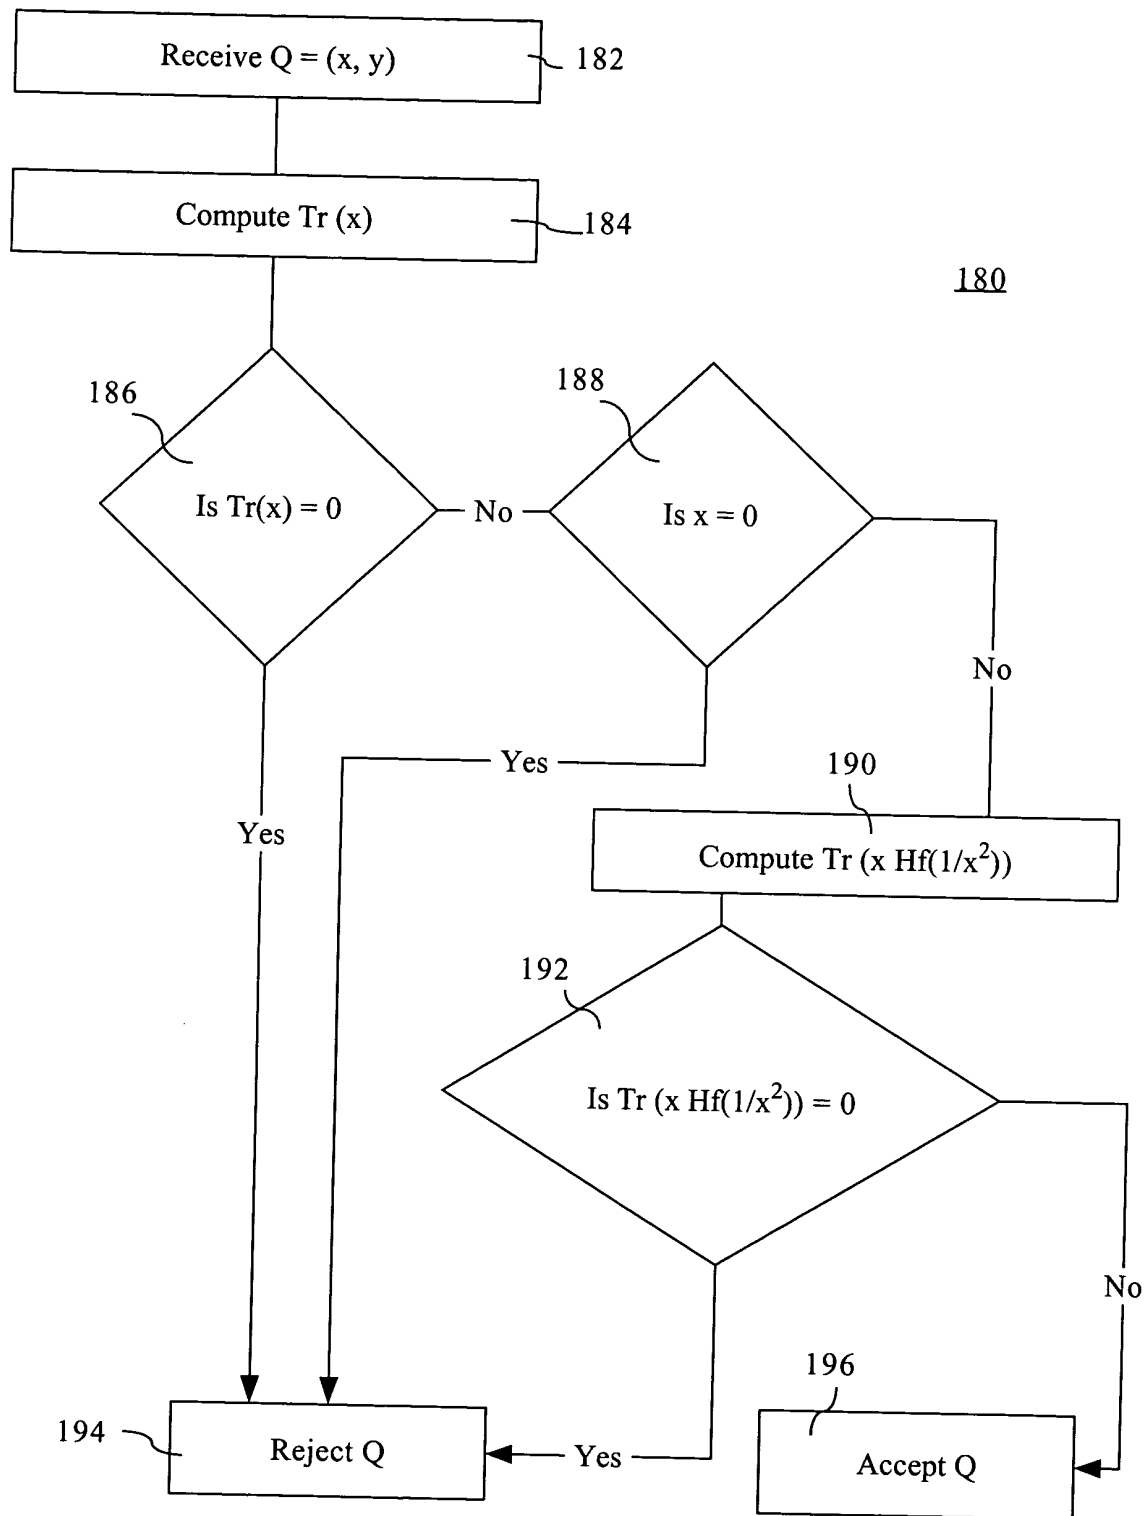 Receive Q = (x, y)
182
Compute Tr (x)
184
180
186
188
Is Tr(x) = 0
No
Is x = 0
No
Yes
190
Yes
Compute Tr (x Hf(1/x²))
192
Is Tr (x Hf(1/x²)) = 0
No
196
194
Reject Q
Yes
Accept Q